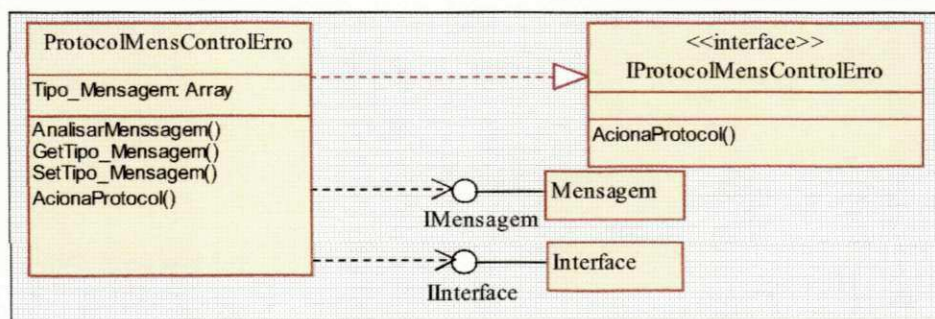 ProtocolMensControlErro
Tipo_Mensagem: Array
AnalisarMenssagem()
GetTipo_Mensagem()
SetTipo_Mensagem()
AcionaProtocol()
<<interface>>
IProtocolMensControlErro
AcionaProtocol()
Mensagem
IMensagem
Interface
IInterface